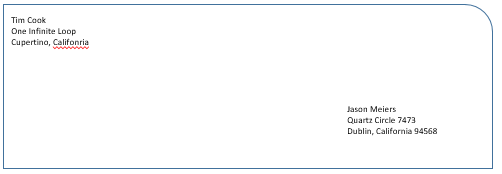 Tim Cook
One Infinite Loop
Cupertino, Califonria
Jason Meiers
Quartz Circle 7473
Dublin, California 94568